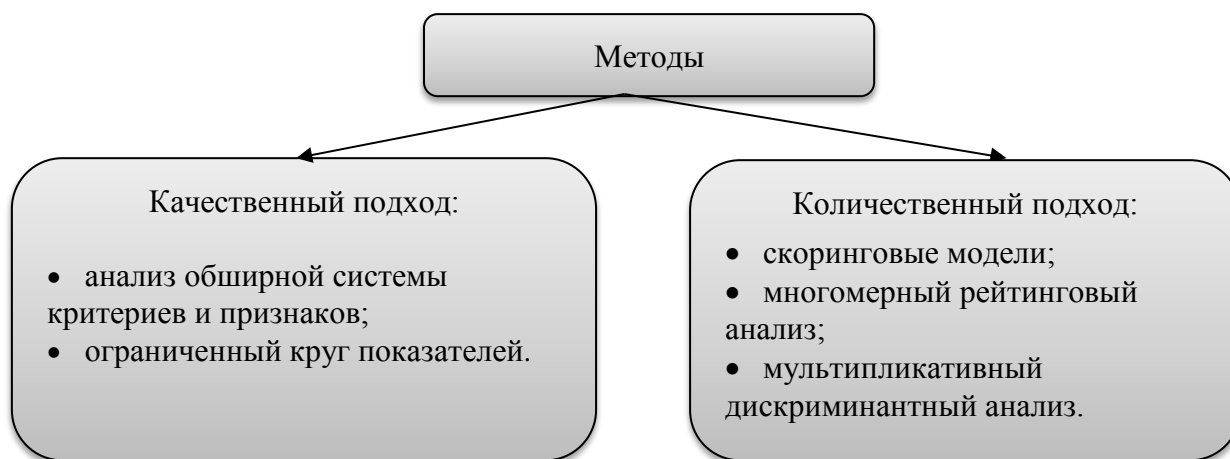 Методы
Качественный подход:
• анализ обширной системы
критериев и признаков;
• ограниченный круг показателей.
Количественный подход:
• скоринговые модели;
• многомерный рейтинговый
анализ;
• мультипликативный
дискриминантный анализ.